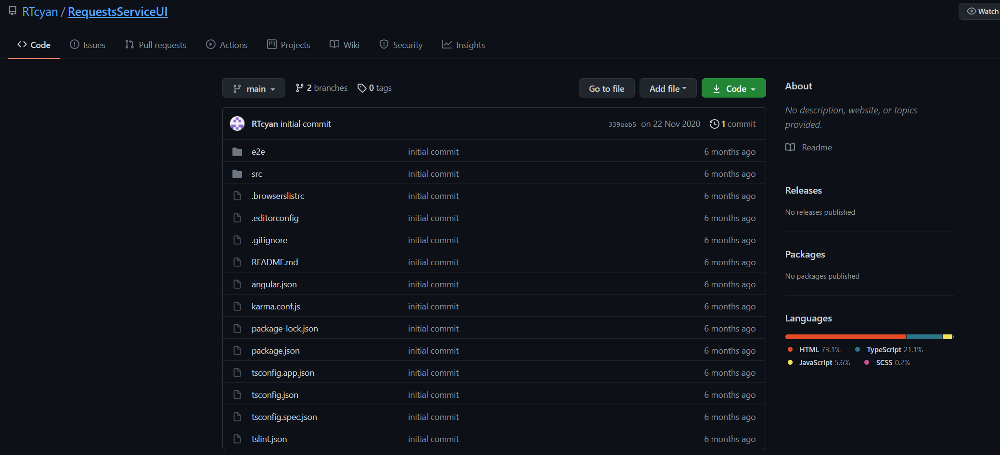 RTcyan / RequestsServiceUI
Watch
Code Issues Pull requests Actions Projects Wiki Security Insights
main 2 branches 0 tags Go to file Add file Code
RTcyan initial commit 339eeb5 on 22 Nov 2020 1 commit
e2e initial commit 6 months ago
src initial commit 6 months ago
.browserslistrc initial commit 6 months ago
.editorconfig initial commit 6 months ago
.gitignore initial commit 6 months ago
README.md initial commit 6 months ago
angular.json initial commit 6 months ago
karma.conf.js initial commit 6 months ago
package-lock.json initial commit 6 months ago
package.json initial commit 6 months ago
tsconfig.app.json initial commit 6 months ago
tsconfig.json initial commit 6 months ago
tsconfig.spec.json initial commit 6 months ago
tslint.json initial commit 6 months ago
About
No description, website, or topics
provided.
Readme
Releases
No releases published
Packages
No packages published
Languages
HTML 73.1% TypeScript 21.1%
JavaScript 5.6% SCSS 0.2%